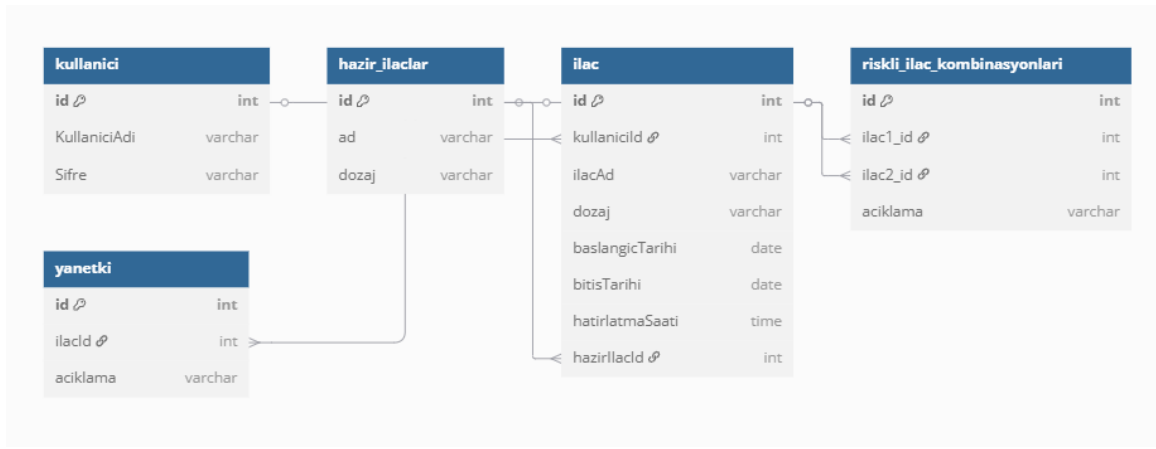 kullanici
id int
KullaniciAdi varchar
Sifre varchar
hazir_ilaclar
id int
ad varchar
dozaj varchar
ilac
id int
kullaniciId int
ilacAd varchar
dozaj varchar
baslangicTarihi date
bitisTarihi date
hatirlatmaSaati time
hazirIlacId int
riskli_ilac_kombinasyonlari
id int
ilac1_id int
ilac2_id int
aciklama varchar
yanetki
id int
ilacId int
aciklama varchar